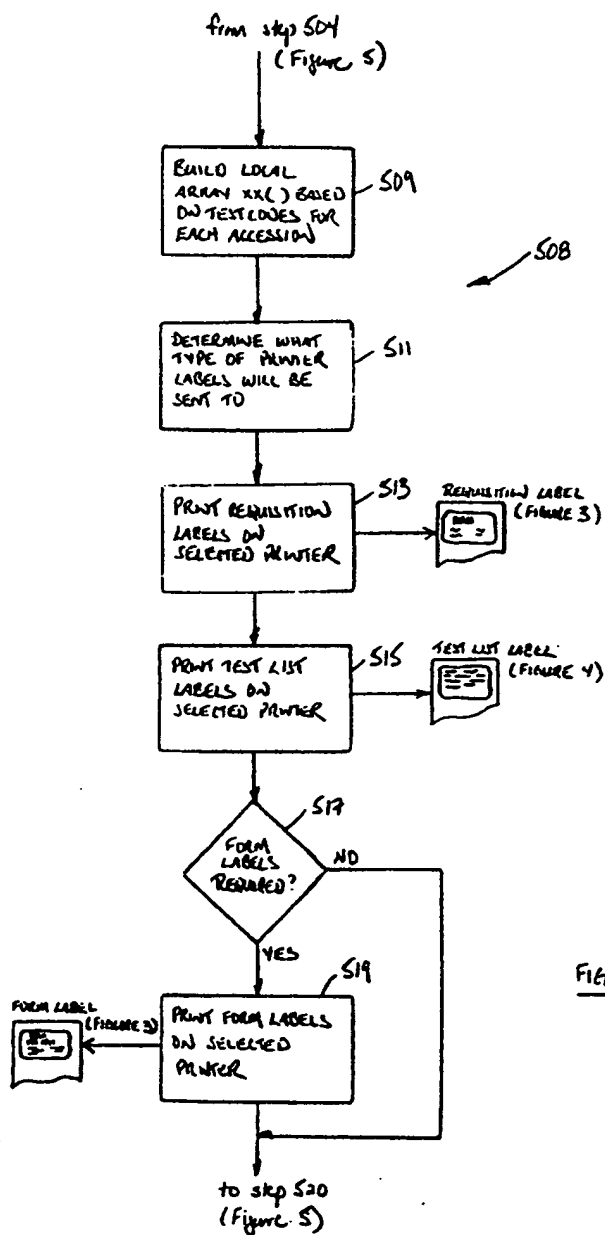 from step 504
(Figure 5)
BUILD LOCAL
ARRAY XX() BASED
ON TESTCODES FOR
EACH ACCESSION
509
508
DETERMINE WHAT
TYPE OF PRINTER
LABELS WILL BE
SENT TO
511
PRINT REQUISITION
LABELS ON
SELECTED PRINTER
513
REQUISITION LABEL
(FIGURE 3)
PRINT TEST LIST
LABELS ON
SELECTED PRINTER
515
TEST LIST LABEL
(FIGURE 4)
517
FORM
LABELS
REQUIRED?
NO
YES
519
FORM LABEL
(FIGURE 3)
PRINT FORM LABELS
ON SELECTED
PRINTER
FIG
to step 520
(Figure 5)